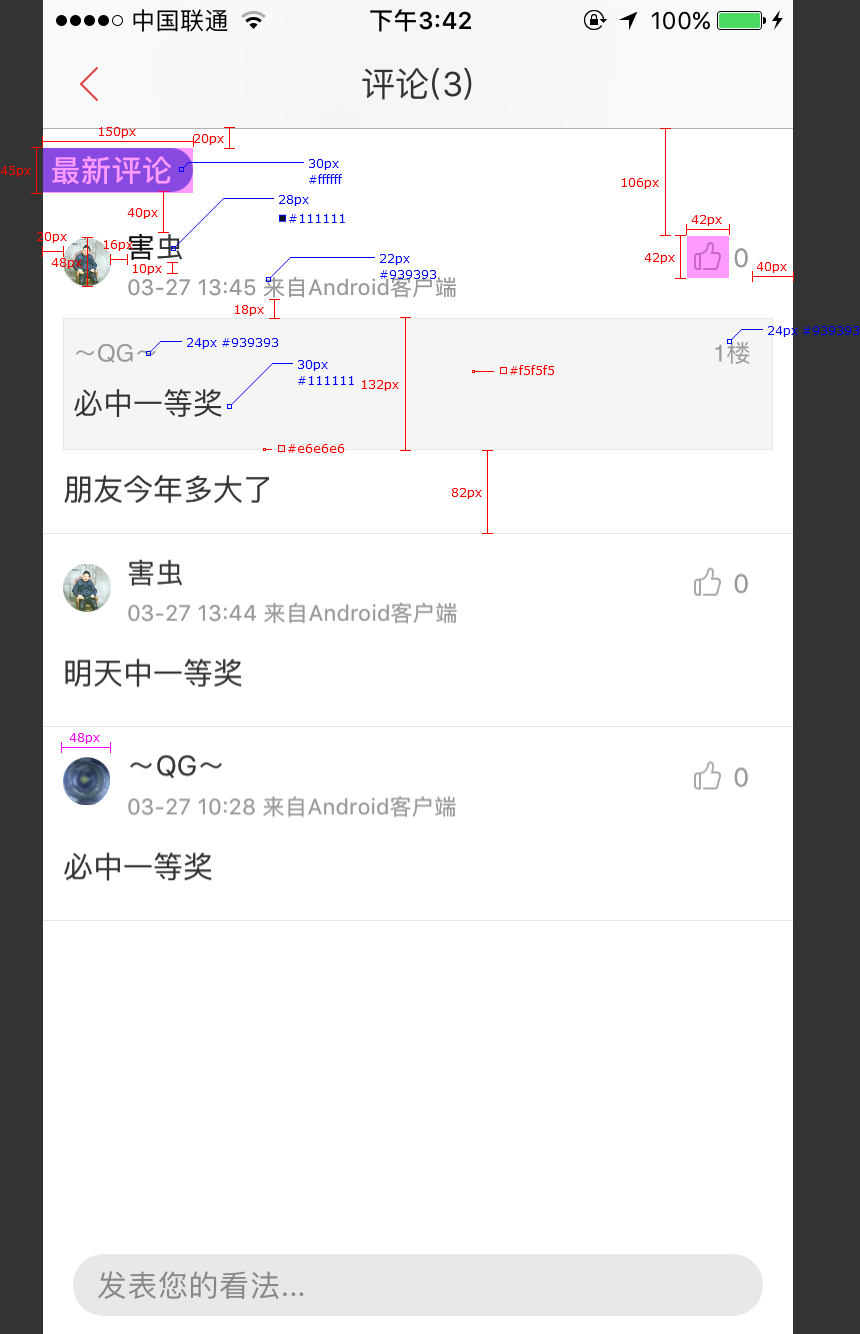 中国联通 下午3:42 100%
评论(3)
150px 20px
45px 最新评论 30px #ffffff
106px
28px #111111
40px
42px
20px 16px 害虫
48px 10px
22px #939393
42px 0
40px
03-27 13:45 来自Android客户端
18px
～QG～ 24px #939393
1楼 24px #939393
30px #111111
132px
#f5f5f5
必中一等奖
#e6e6e6
朋友今年多大了
82px
害虫
0
03-27 13:44 来自Android客户端
明天中一等奖
48px
～QG～
0
03-27 10:28 来自Android客户端
必中一等奖
发表您的看法...